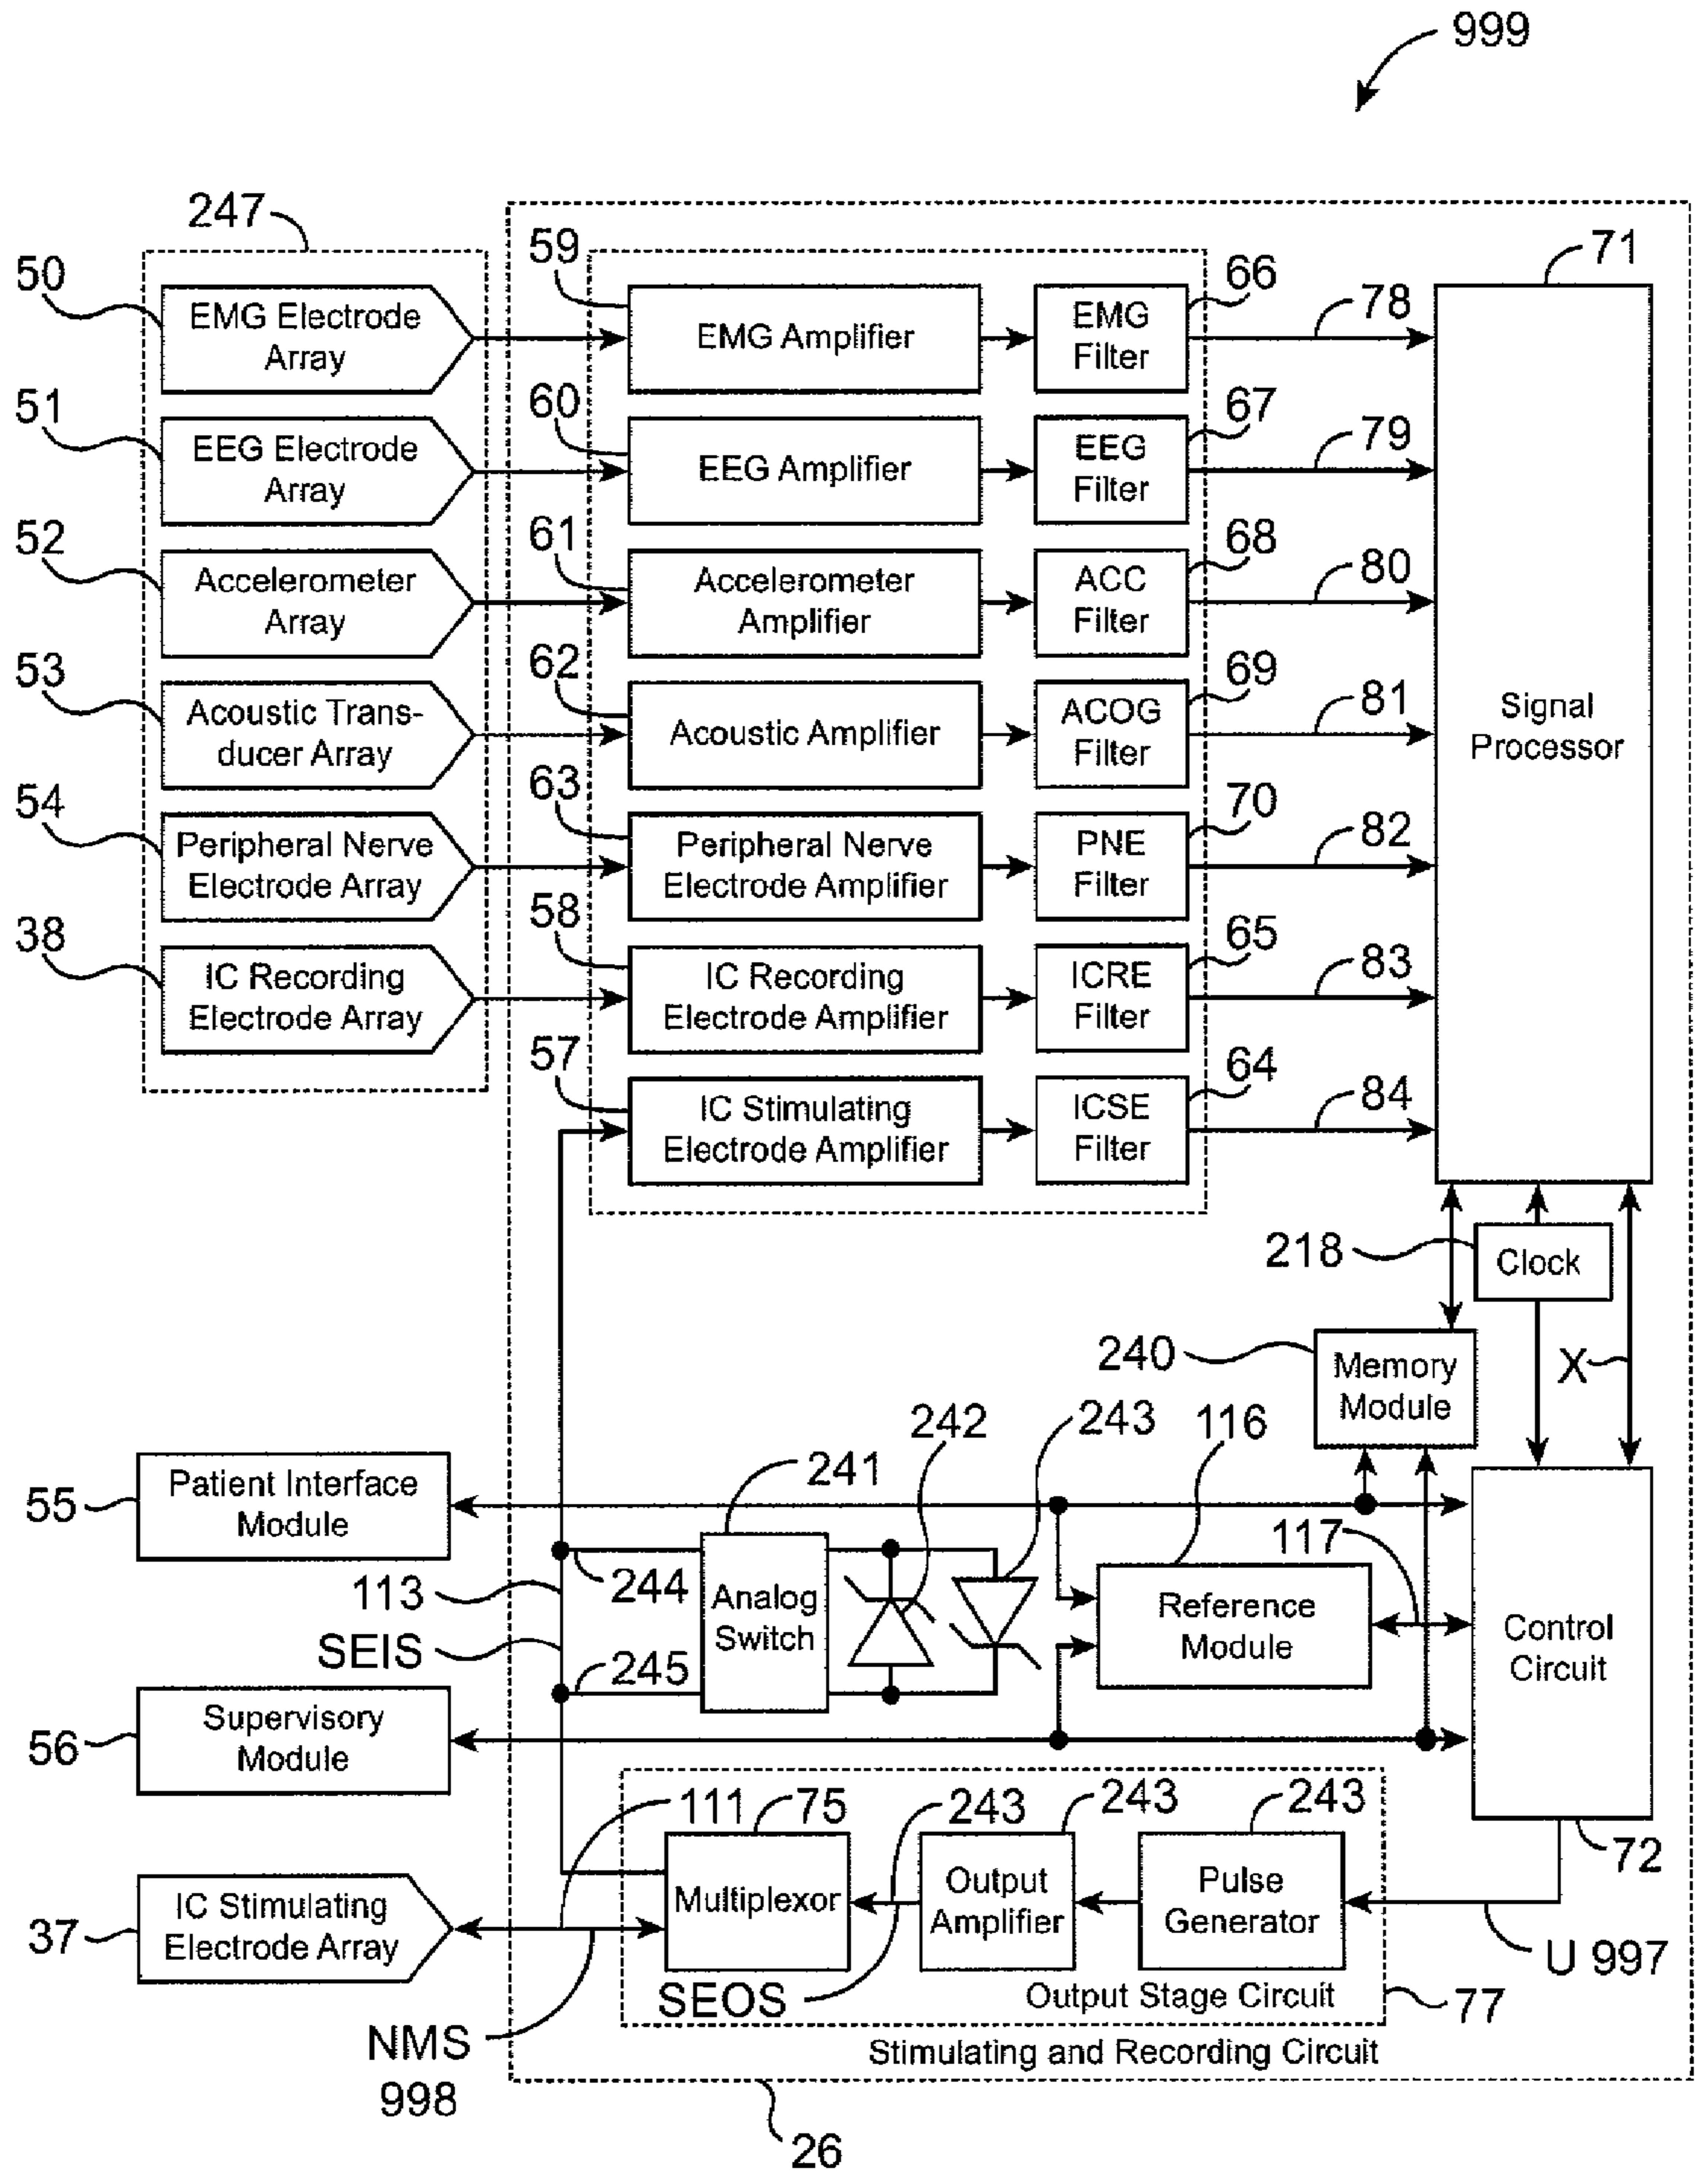 999
247
59
66
71
50
EMG Electrode
Array
EMG Amplifier
EMG
Filter
78
51
EEG Electrode
Array
60
EEG Amplifier
EEG
Filter
67
79
52
Accelerometer
Array
61
Accelerometer
Amplifier
ACC
Filter
68
80
53
Acoustic Trans-
ducer Array
62
Acoustic Amplifier
ACOG
Filter
69
81
Signal
Processor
54
Peripheral Nerve
Electrode Array
63
Peripheral Nerve
Electrode Amplifier
PNE
Filter
70
82
38
IC Recording
Electrode Array
58
IC Recording
Electrode Amplifier
ICRE
Filter
65
83
57
IC Stimulating
Electrode Amplifier
ICSE
Filter
64
84
218
Clock
240
Memory
Module
X
242
243
116
241
55
Patient Interface
Module
117
113
244
Analog
Switch
Reference
Module
Control
Circuit
SEIS
245
56
Supervisory
Module
111
75
243
243
243
72
37
IC Stimulating
Electrode Array
Multiplexor
Output
Amplifier
Pulse
Generator
U 997
SEOS
Output Stage Circuit
77
NMS
998
Stimulating and Recording Circuit
26